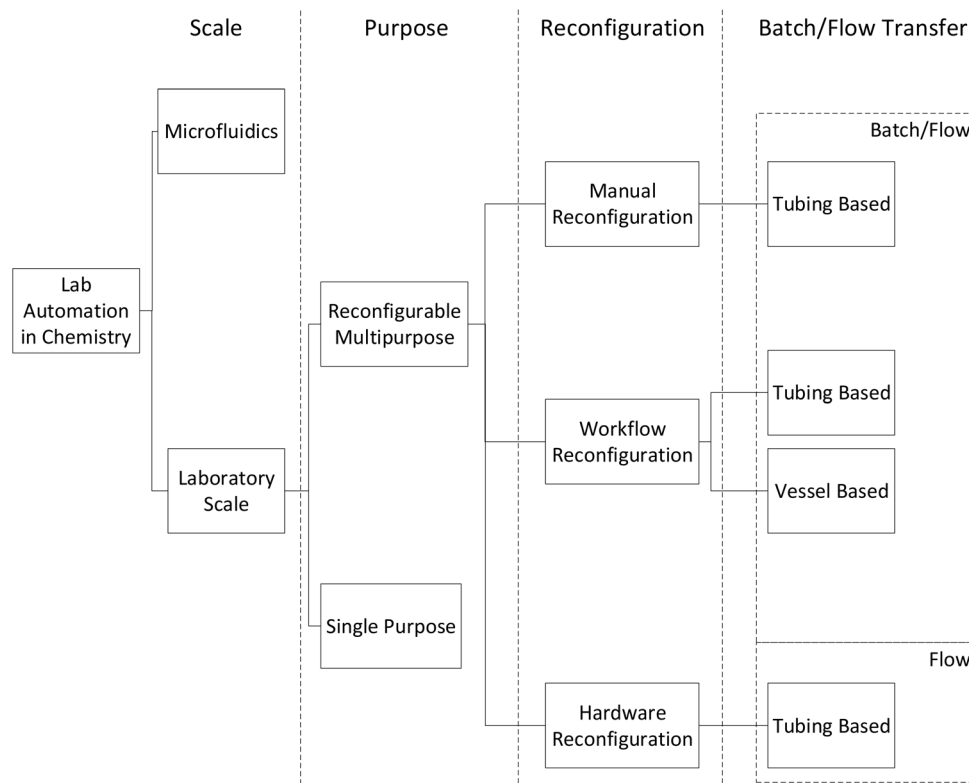 Scale
Purpose
Reconfiguration
Batch/Flow Transfer
Batch/Flow
Microfluidics
Manual
Reconfiguration
Tubing Based
Lab
Automation
in Chemistry
Reconfigurable
Multipurpose
Tubing Based
Workflow
Reconfiguration
Laboratory
Scale
Vessel Based
Single Purpose
Flow
Hardware
Reconfiguration
Tubing Based